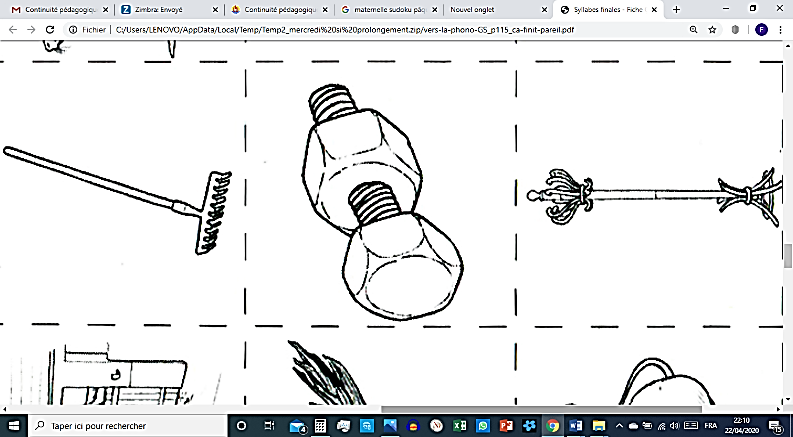 Continuité pédagogiqu
Zimbra: Envoyé
Continuité pédagogiqu
maternelle sudoku pâq
Nouvel onglet
Syllabes finales - Fiche
Fichier | C:/Users/LENOVO/AppData/Local/Temp/Temp2_mercredi%20si%20prolongement.zip/vers-la-phono-GS_p115_ca-finit-pareil.pdf
Taper ici pour rechercher
FRA
22:10
22/04/2020